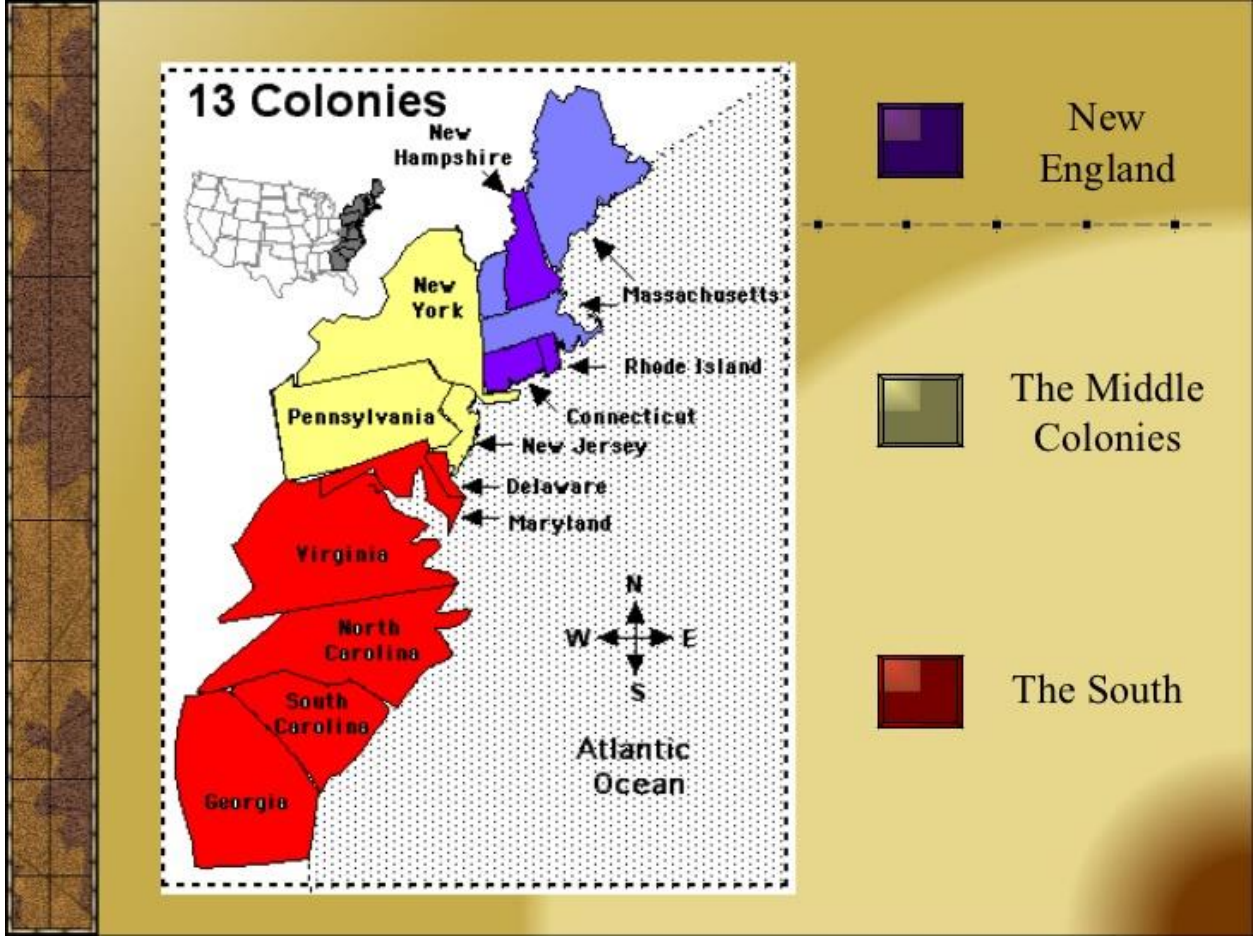 13 Colonies
New
Hampshire
New
York
Massachusetts
Rhode Island
Pennsylvania
Connecticut
New Jersey
Delaware
Maryland
Virginia
N
W
E
S
North
Carolina
South
Carolina
Georgia
Atlantic
Ocean
New
England
The Middle
Colonies
The South